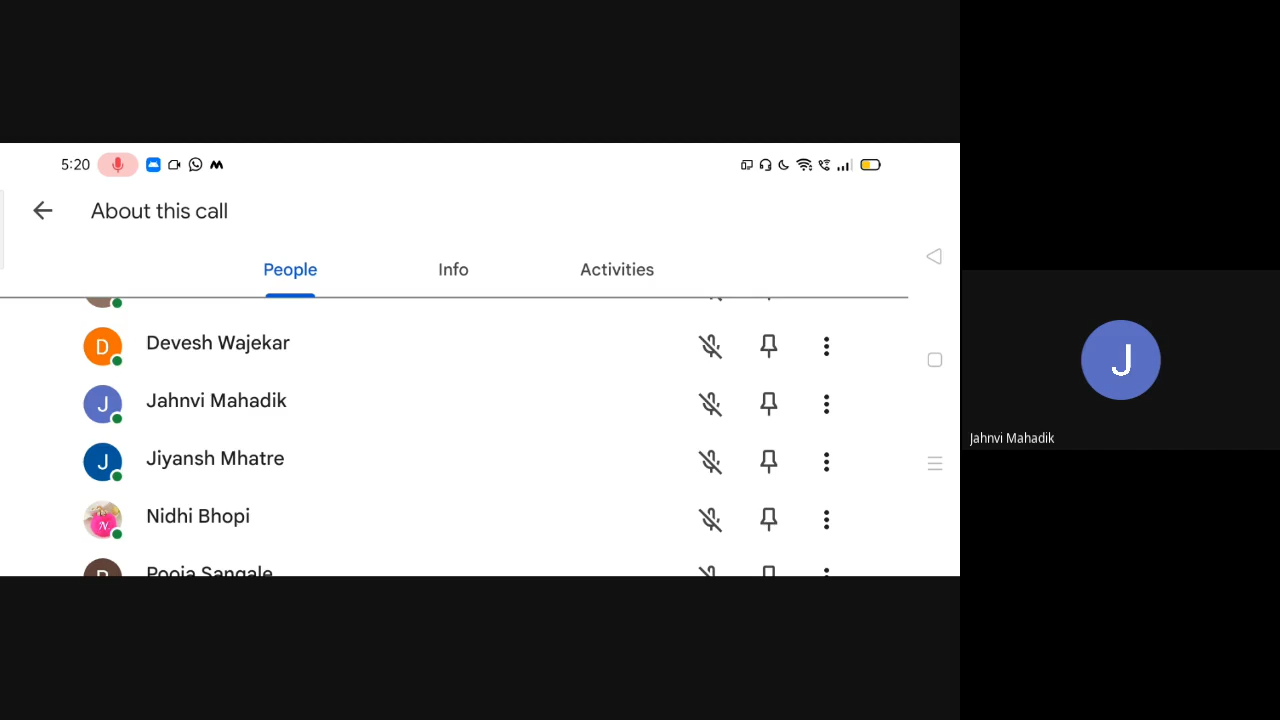 5:20
About this call
People Info Activities
D Devesh Wajekar
J Jahnvi Mahadik
J Jiyansh Mhatre
N Nidhi Bhopi
P Pooja Sangale
J
Jahnvi Mahadik